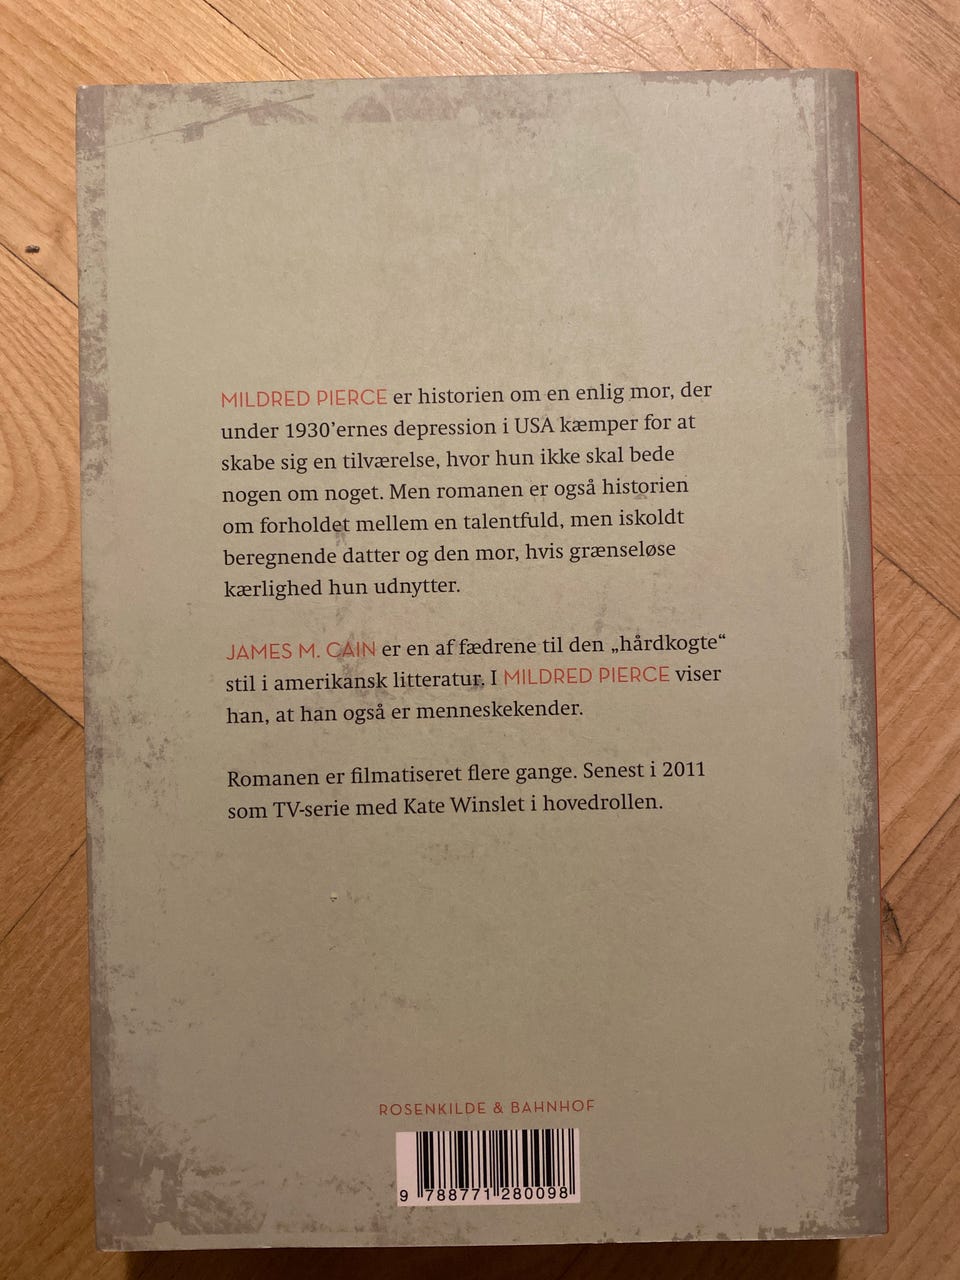 MILDRED PIERCE er historien om en enlig mor, der
under 1930’ernes depression i USA kæmper for at
skabe sig en tilværelse, hvor hun ikke skal bede
nogen om noget. Men romanen er også historien
om forholdet mellem en talentfuld, men iskoldt
beregnende datter og den mor, hvis grænseløse
kærlighed hun udnytter.
JAMES M. CAIN er en af fædrene til den „hårdkogte“
stil i amerikansk litteratur. I MILDRED PIERCE viser
han, at han også er menneskekender.
Romanen er filmatiseret flere gange. Senest i 2011
som TV-serie med Kate Winslet i hovedrollen.
ROSENKILDE & BAHNHOF
9 788771 280098